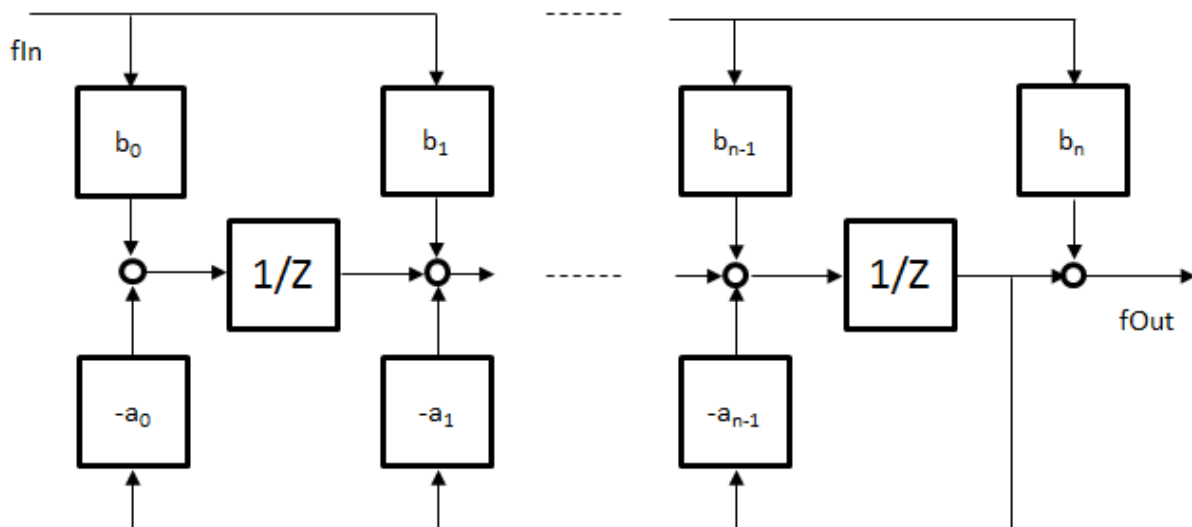 fIn
b₀
b₁
bₙ₋₁
bₙ
1/Z
1/Z
fOut
-a₀
-a₁
-aₙ₋₁